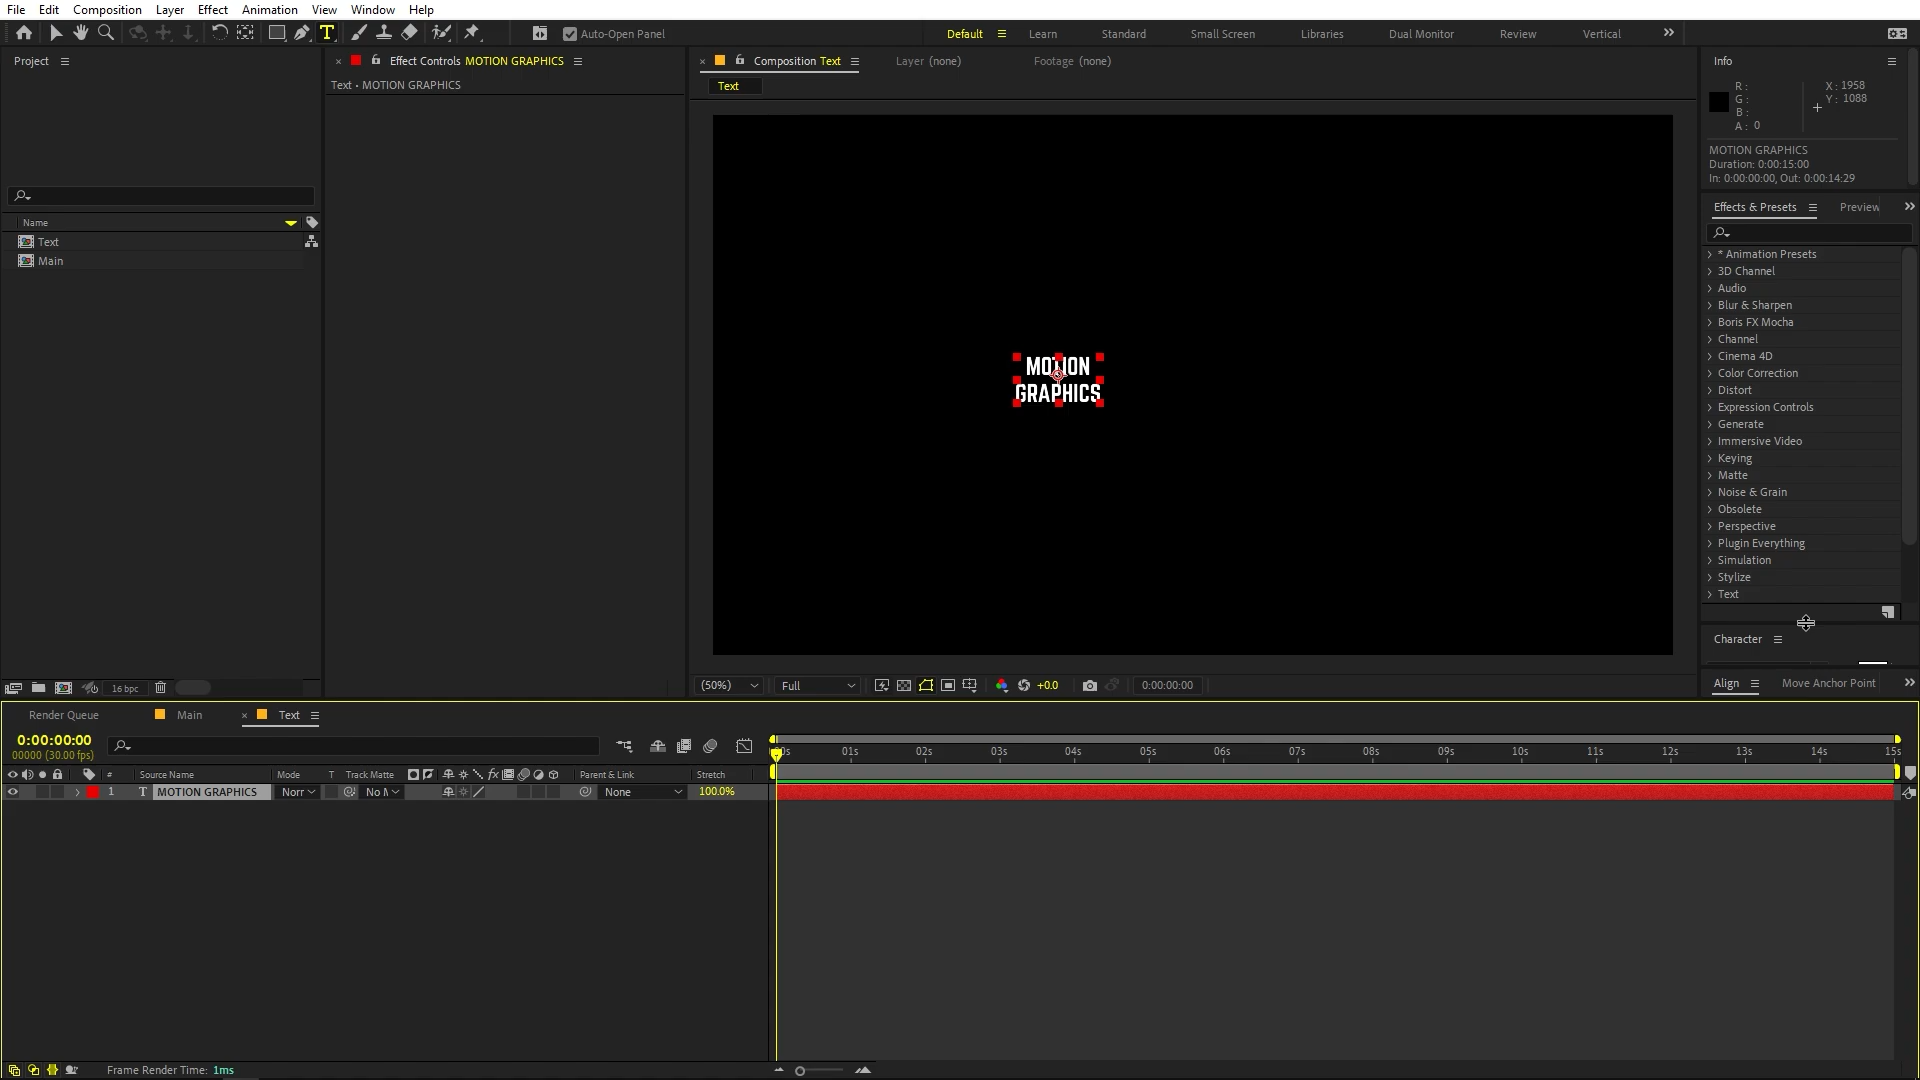 File Edit Composition Layer Effect Animation View Window Help
Auto-Open Panel
Default Learn Standard Small Screen Libraries Dual Monitor Review Vertical
Project
Name
Text
Main
16 bpc
Effect Controls MOTION GRAPHICS
Text • MOTION GRAPHICS
Composition Text
Layer (none)
Footage (none)
Text
MOTION
GRAPHICS
(50%)
Full
+0.0
0:00:00:00
Info
R :
G :
B :
A : 0
X : 1958
Y : 1088
MOTION GRAPHICS
Duration: 0:00:15:00
In: 0:00:00:00, Out: 0:00:14:29
Effects & Presets
Preview
* Animation Presets
3D Channel
Audio
Blur & Sharpen
Boris FX Mocha
Channel
Cinema 4D
Color Correction
Distort
Expression Controls
Generate
Immersive Video
Keying
Matte
Noise & Grain
Obsolete
Perspective
Plugin Everything
Simulation
Stylize
Text
Character
Align
Move Anchor Point
Render Queue
Main
Text
0:00:00:00
00000 (30.00 fps)
# Source Name Mode T Track Matte fx Parent & Link Stretch
1 T MOTION GRAPHICS Norr No M None 100.0%
00s 01s 02s 03s 04s 05s 06s 07s 08s 09s 10s 11s 12s 13s 14s 15s
Frame Render Time: 1ms